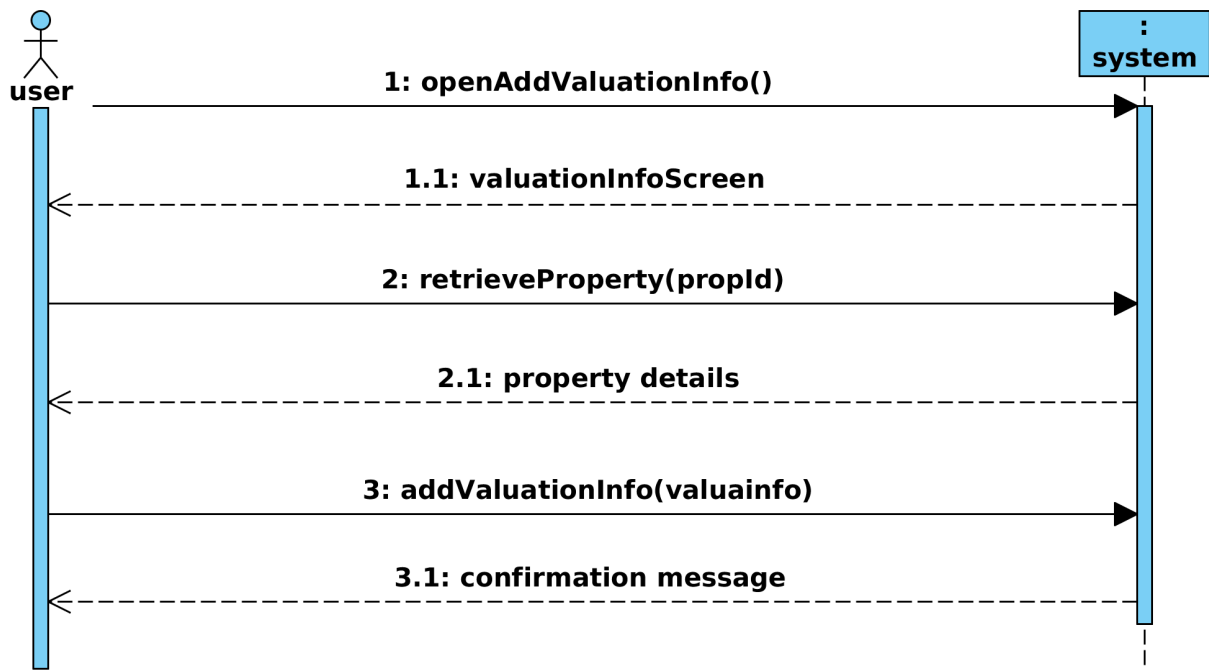 :
system
user
1: openAddValuationInfo()
1.1: valuationInfoScreen
2: retrieveProperty(propId)
2.1: property details
3: addValuationInfo(valuainfo)
3.1: confirmation message